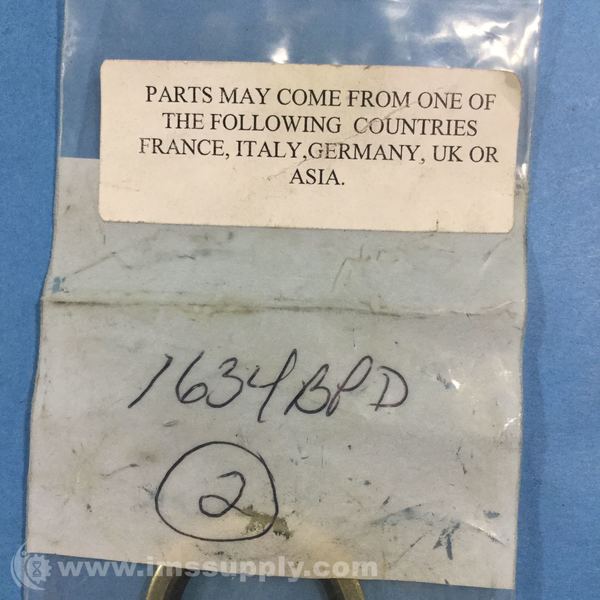 PARTS MAY COME FROM ONE OF
THE FOLLOWING COUNTRIES
FRANCE, ITALY,GERMANY, UK OR
ASIA.
1634BPD
2
www.imssupply.com